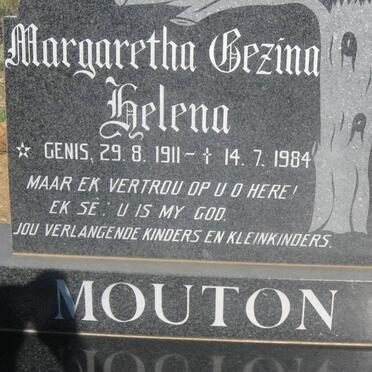 Margaretha Gezina
Helena
☆ GENIS, 29. 8. 1911 – † 14. 7. 1984
MAAR EK VERTROU OP U O HERE!
EK SÊ: U IS MY GOD.
JOU VERLANGENDE KINDERS EN KLEINKINDERS.
MOUTON